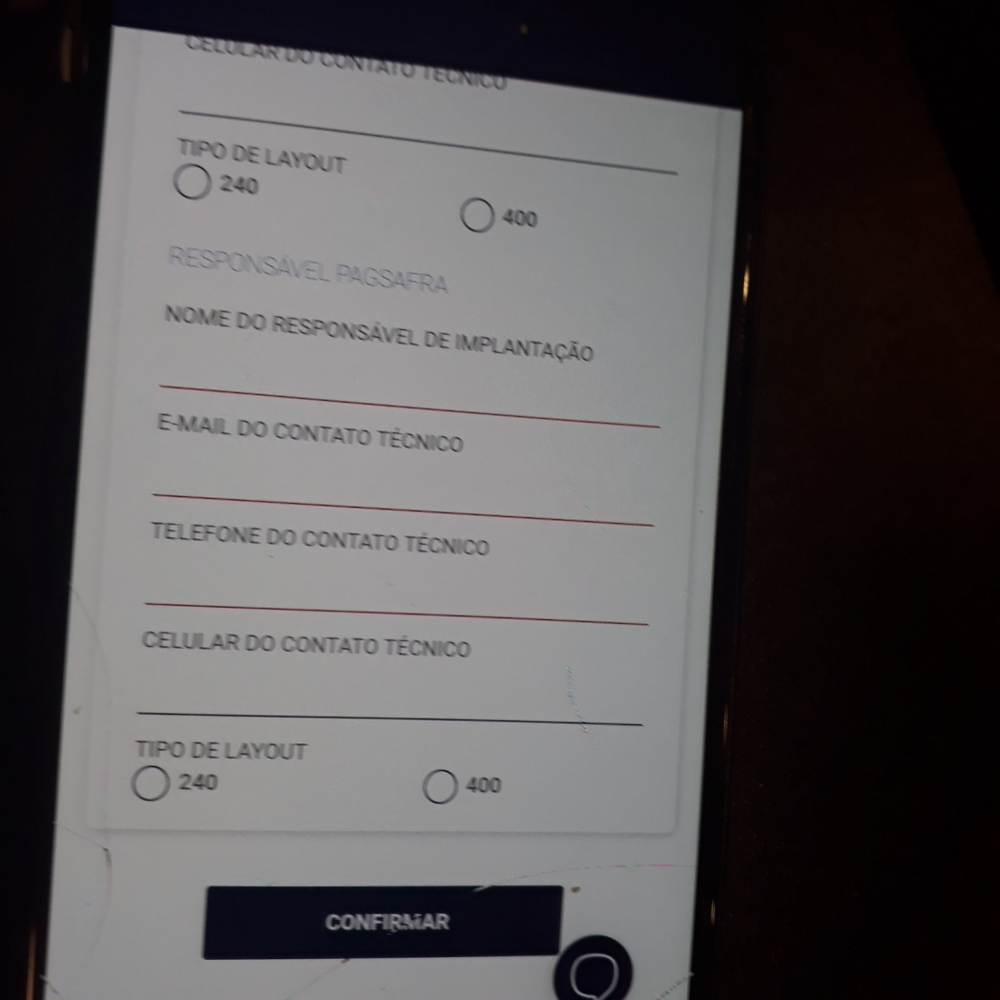 CELULAR DO CONTATO TÉCNICO
TIPO DE LAYOUT
240
400
RESPONSÁVEL PAGSAFRA
NOME DO RESPONSÁVEL DE IMPLANTAÇÃO
E-MAIL DO CONTATO TÉCNICO
TELEFONE DO CONTATO TÉCNICO
CELULAR DO CONTATO TÉCNICO
TIPO DE LAYOUT
240
400
CONFIRMAR